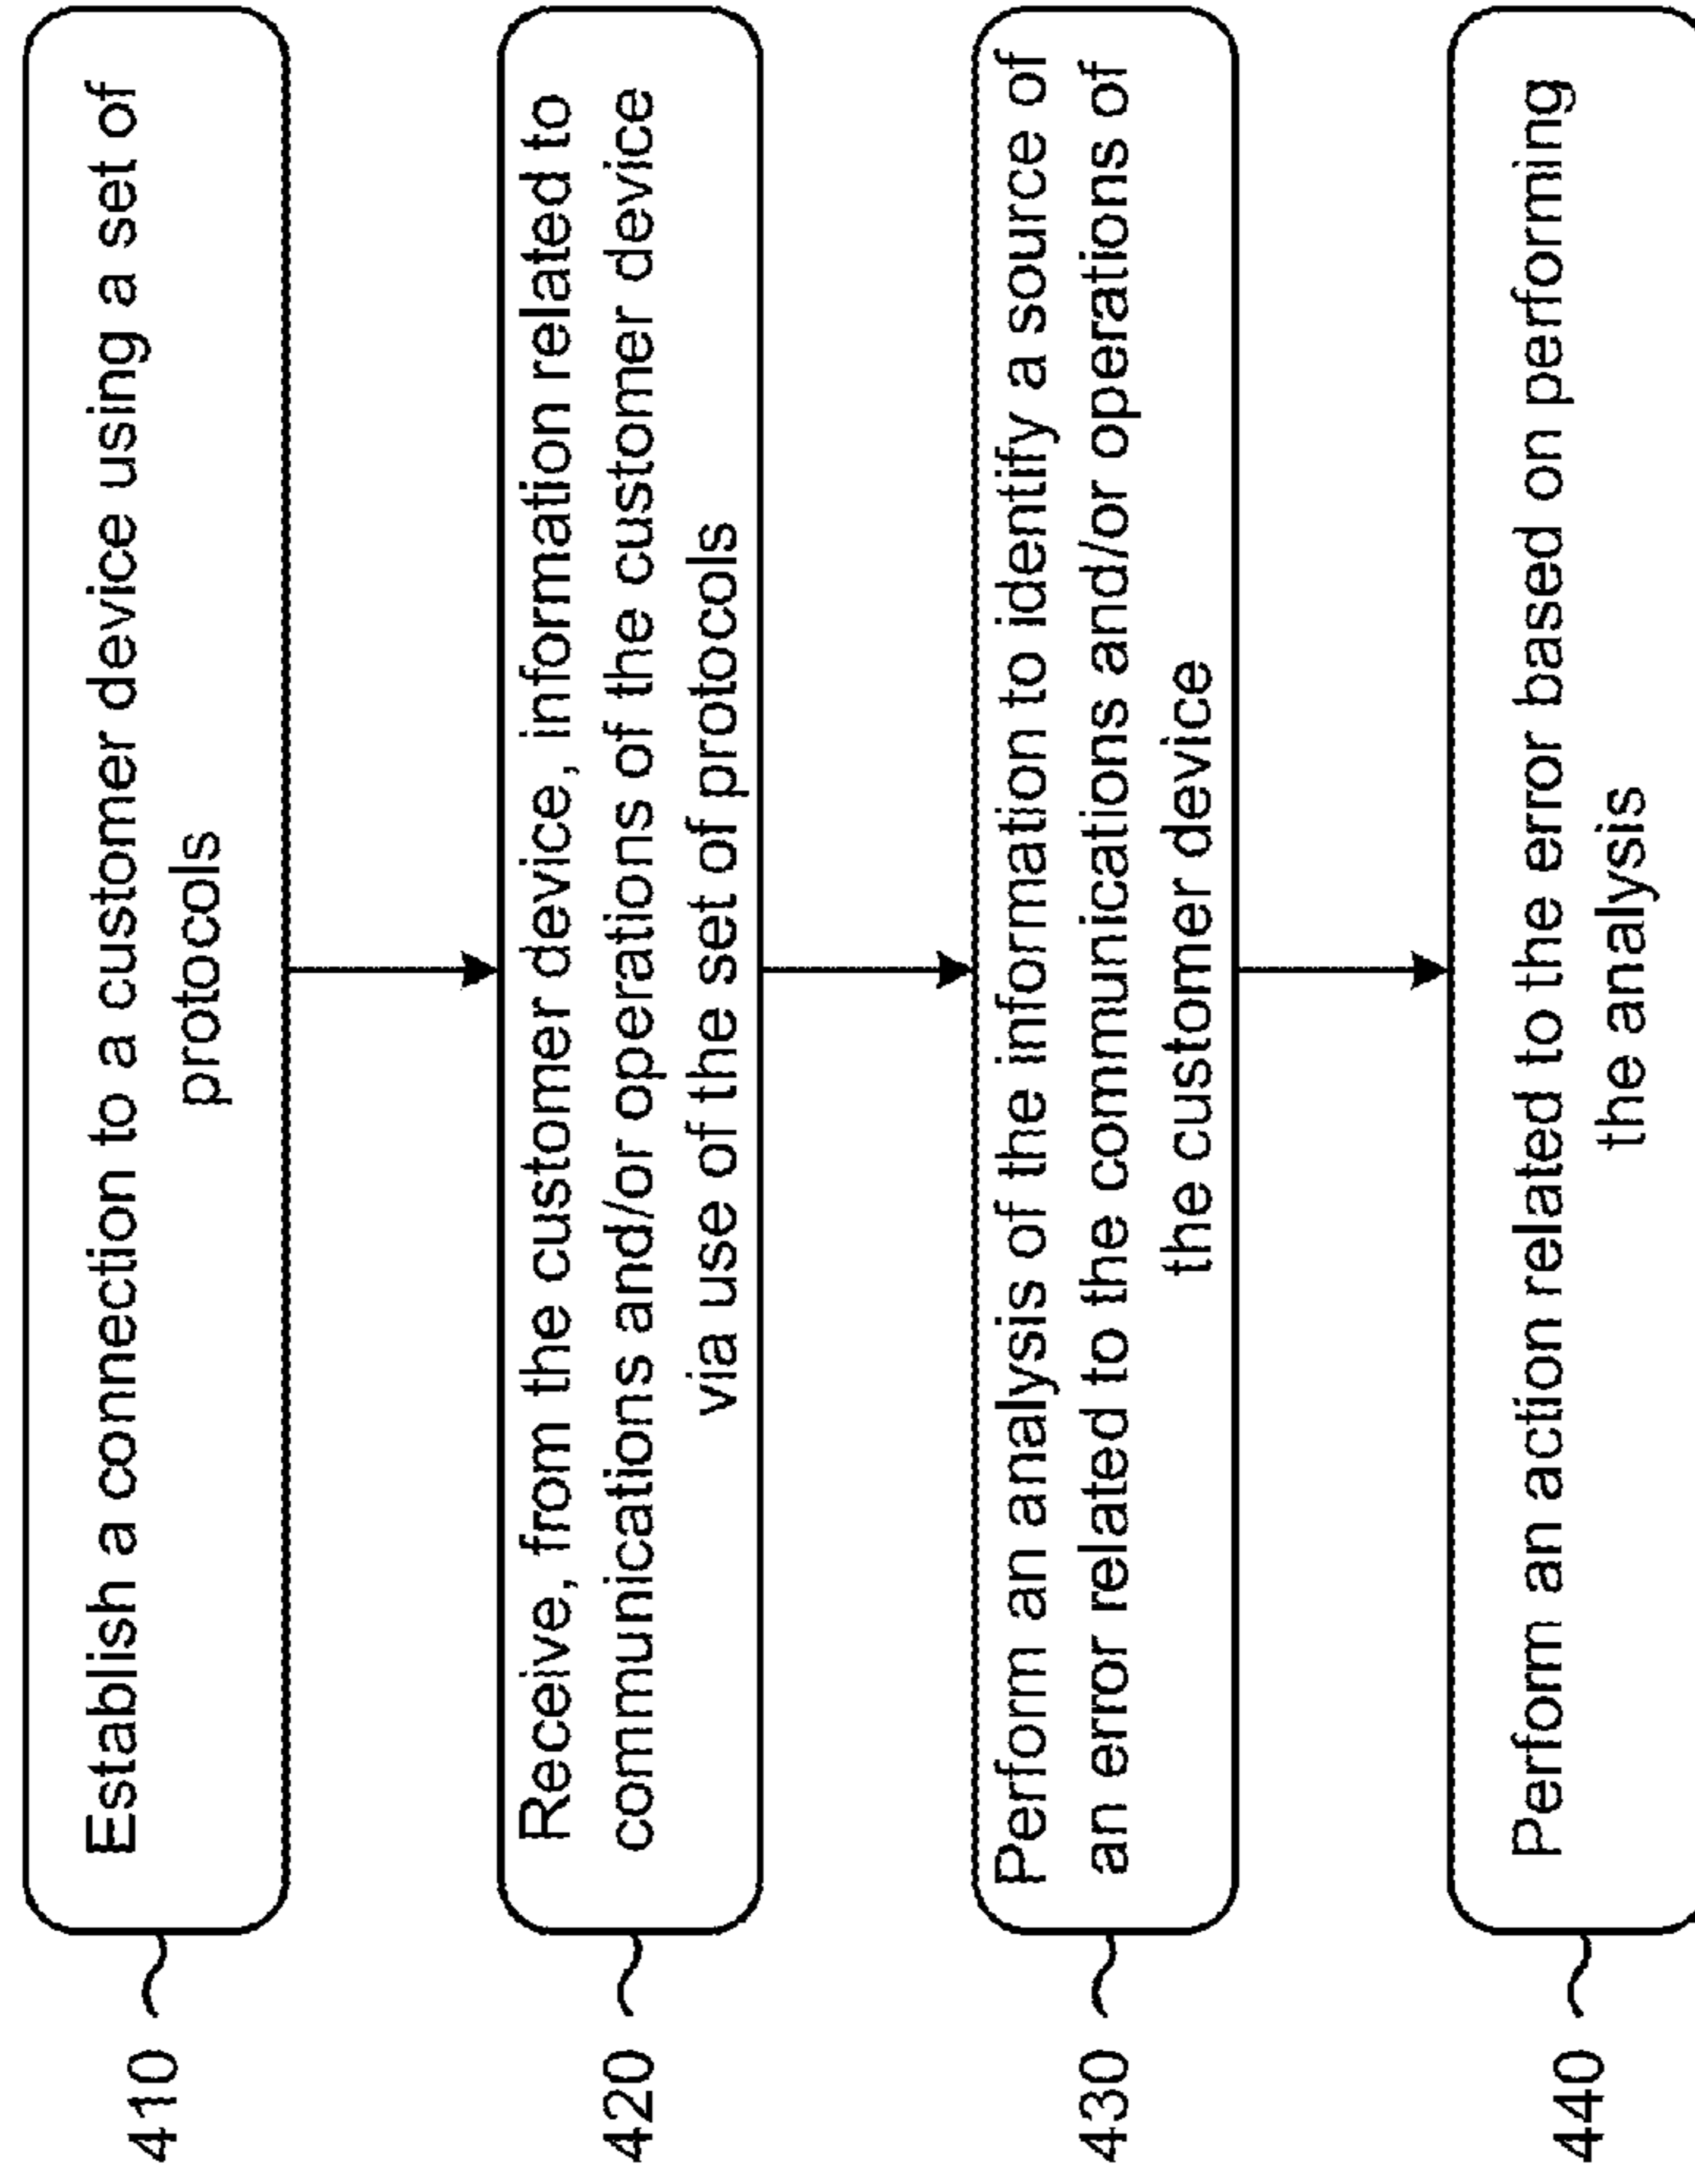 410
Establish a connection to a customer device using a set of
protocols
420
Receive, from the customer device, information related to
communications and/or operations of the customer device
via use of the set of protocols
430
Perform an analysis of the information to identify a source of
an error related to the communications and/or operations of
the customer device
440
Perform an action related to the error based on performing
the analysis